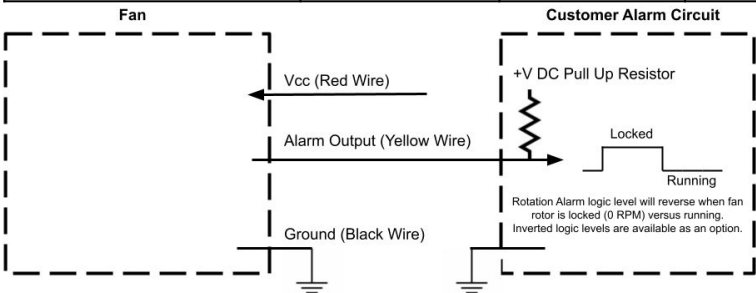 Fan
Customer Alarm Circuit
Vcc (Red Wire)
+V DC Pull Up Resistor
Alarm Output (Yellow Wire)
Locked
Running
Rotation Alarm logic level will reverse when fan
rotor is locked (0 RPM) versus running.
Inverted logic levels are available as an option.
Ground (Black Wire)